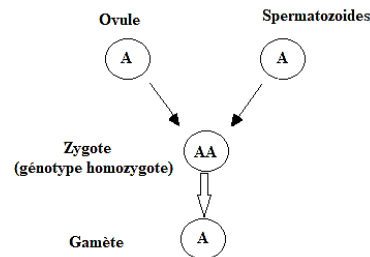 Ovule
Spermatozoides
A
A
Zygote
(génotype homozygote)
AA
Gamète
A